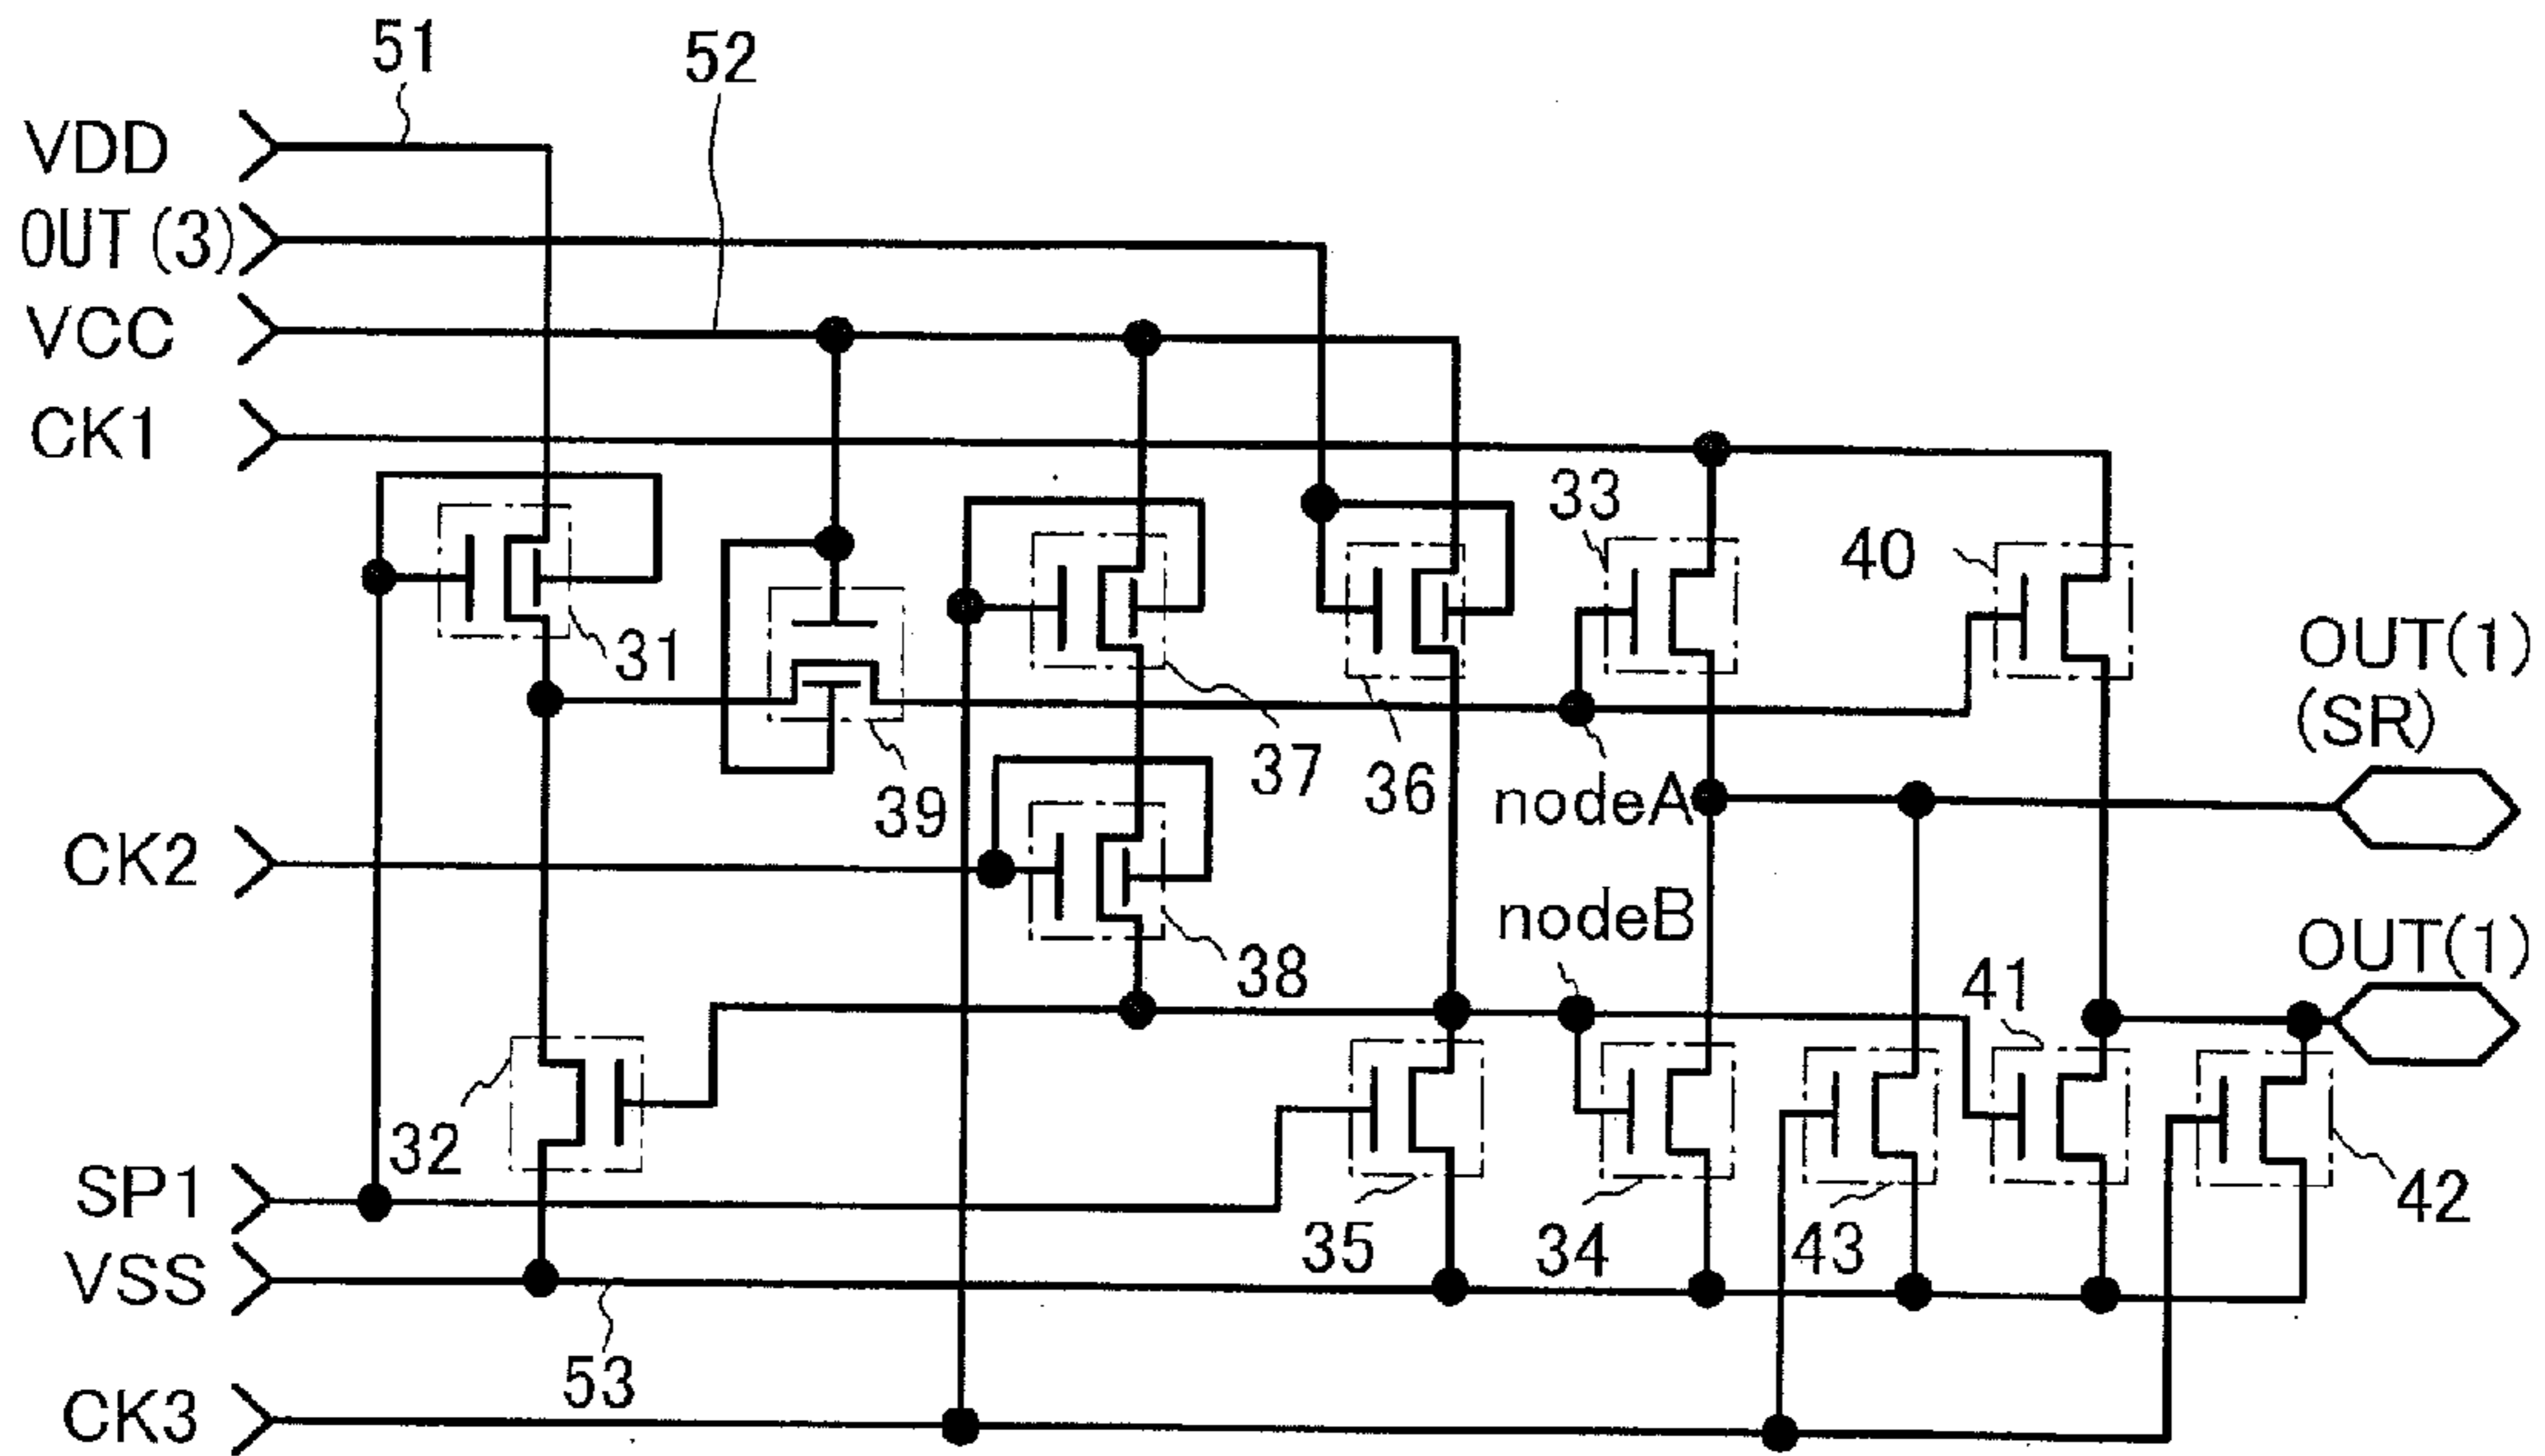 51
52
VDD
OUT(3)
VCC
CK1
33
40
31
OUT(1)
(SR)
37
36
39
nodeA
CK2
nodeB
38
OUT(1)
41
32
SP1
42
35
34
43
VSS
53
CK3